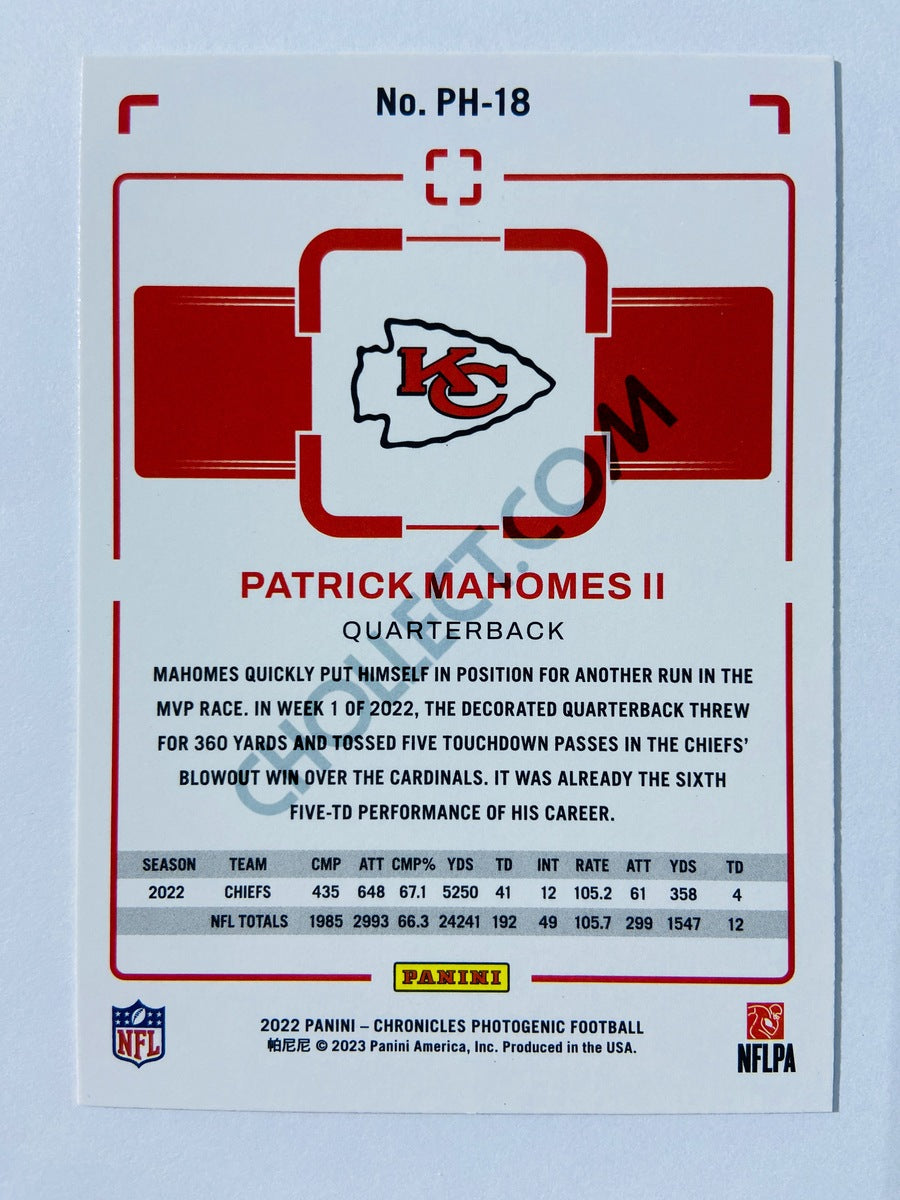 No. PH-18
KC
PATRICK MAHOMES II
QUARTERBACK
MAHOMES QUICKLY PUT HIMSELF IN POSITION FOR ANOTHER RUN IN THE
MVP RACE. IN WEEK 1 OF 2022, THE DECORATED QUARTERBACK THREW
FOR 360 YARDS AND TOSSED FIVE TOUCHDOWN PASSES IN THE CHIEFS'
BLOWOUT WIN OVER THE CARDINALS. IT WAS ALREADY THE SIXTH
FIVE-TD PERFORMANCE OF HIS CAREER.
SEASON TEAM CMP ATT CMP% YDS TD INT RATE ATT YDS TD
2022 CHIEFS 435 648 67.1 5250 41 12 105.2 61 358 4
NFL TOTALS 1985 2993 66.3 24241 192 49 105.7 299 1547 12
PANINI
NFL
2022 PANINI – CHRONICLES PHOTOGENIC FOOTBALL
帕尼尼 © 2023 Panini America, Inc. Produced in the USA.
NFLPA
CHOLLECT.COM